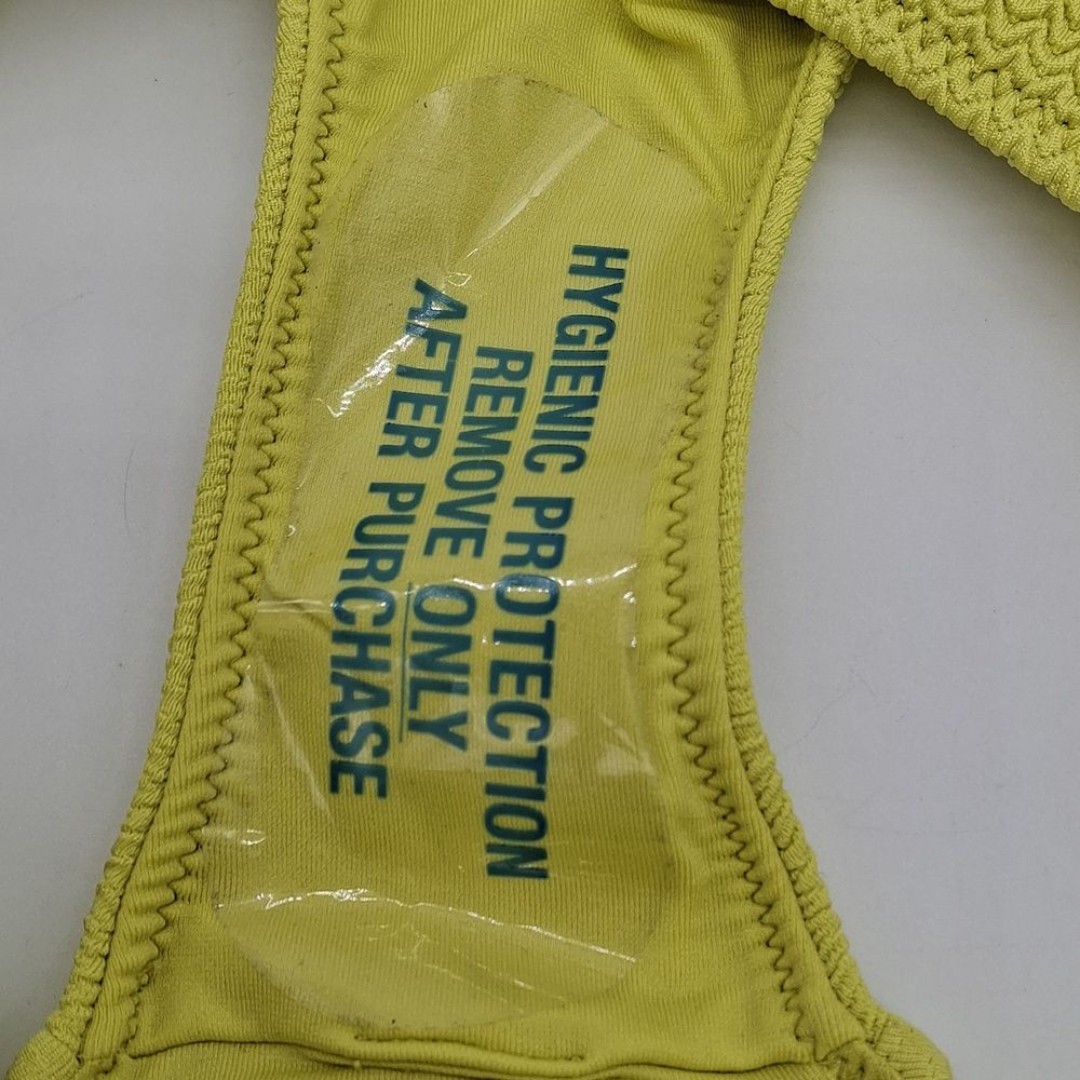 HYGIENIC PROTECTION
REMOVE ONLY
AFTER PURCHASE